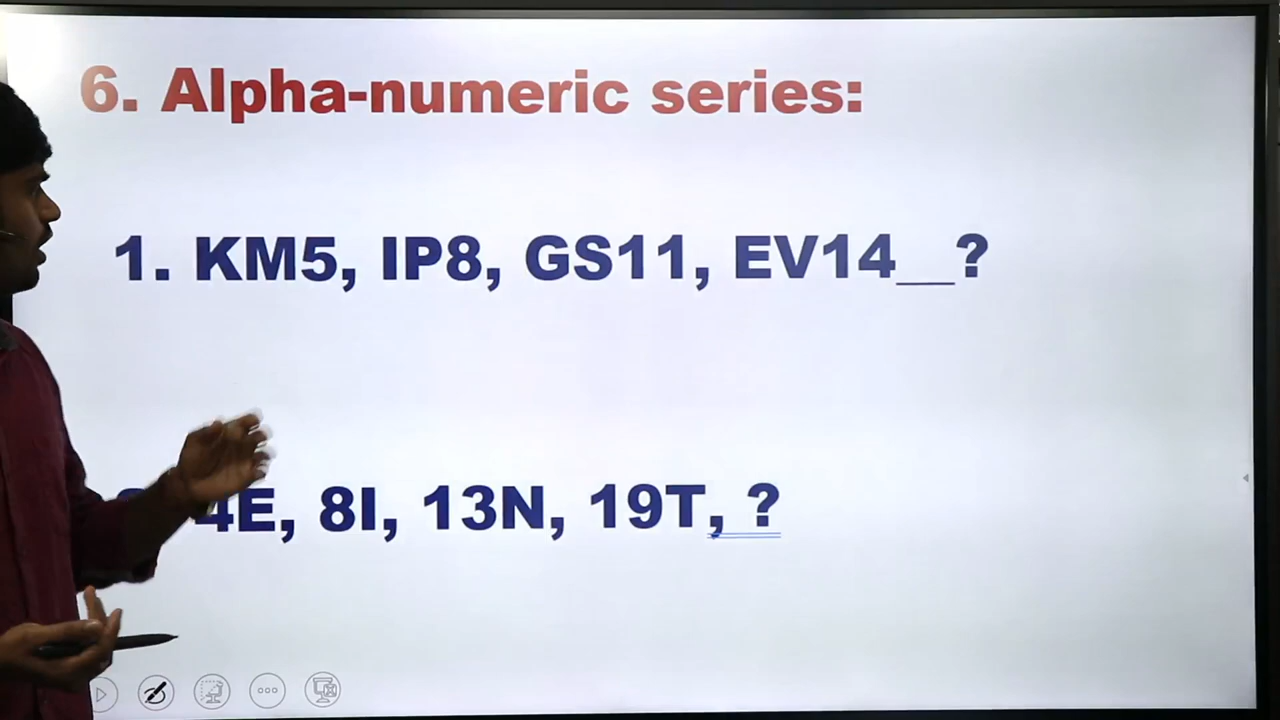 6. Alpha-numeric series:
1. KM5, IP8, GS11, EV14__?
4E, 8I, 13N, 19T, ?